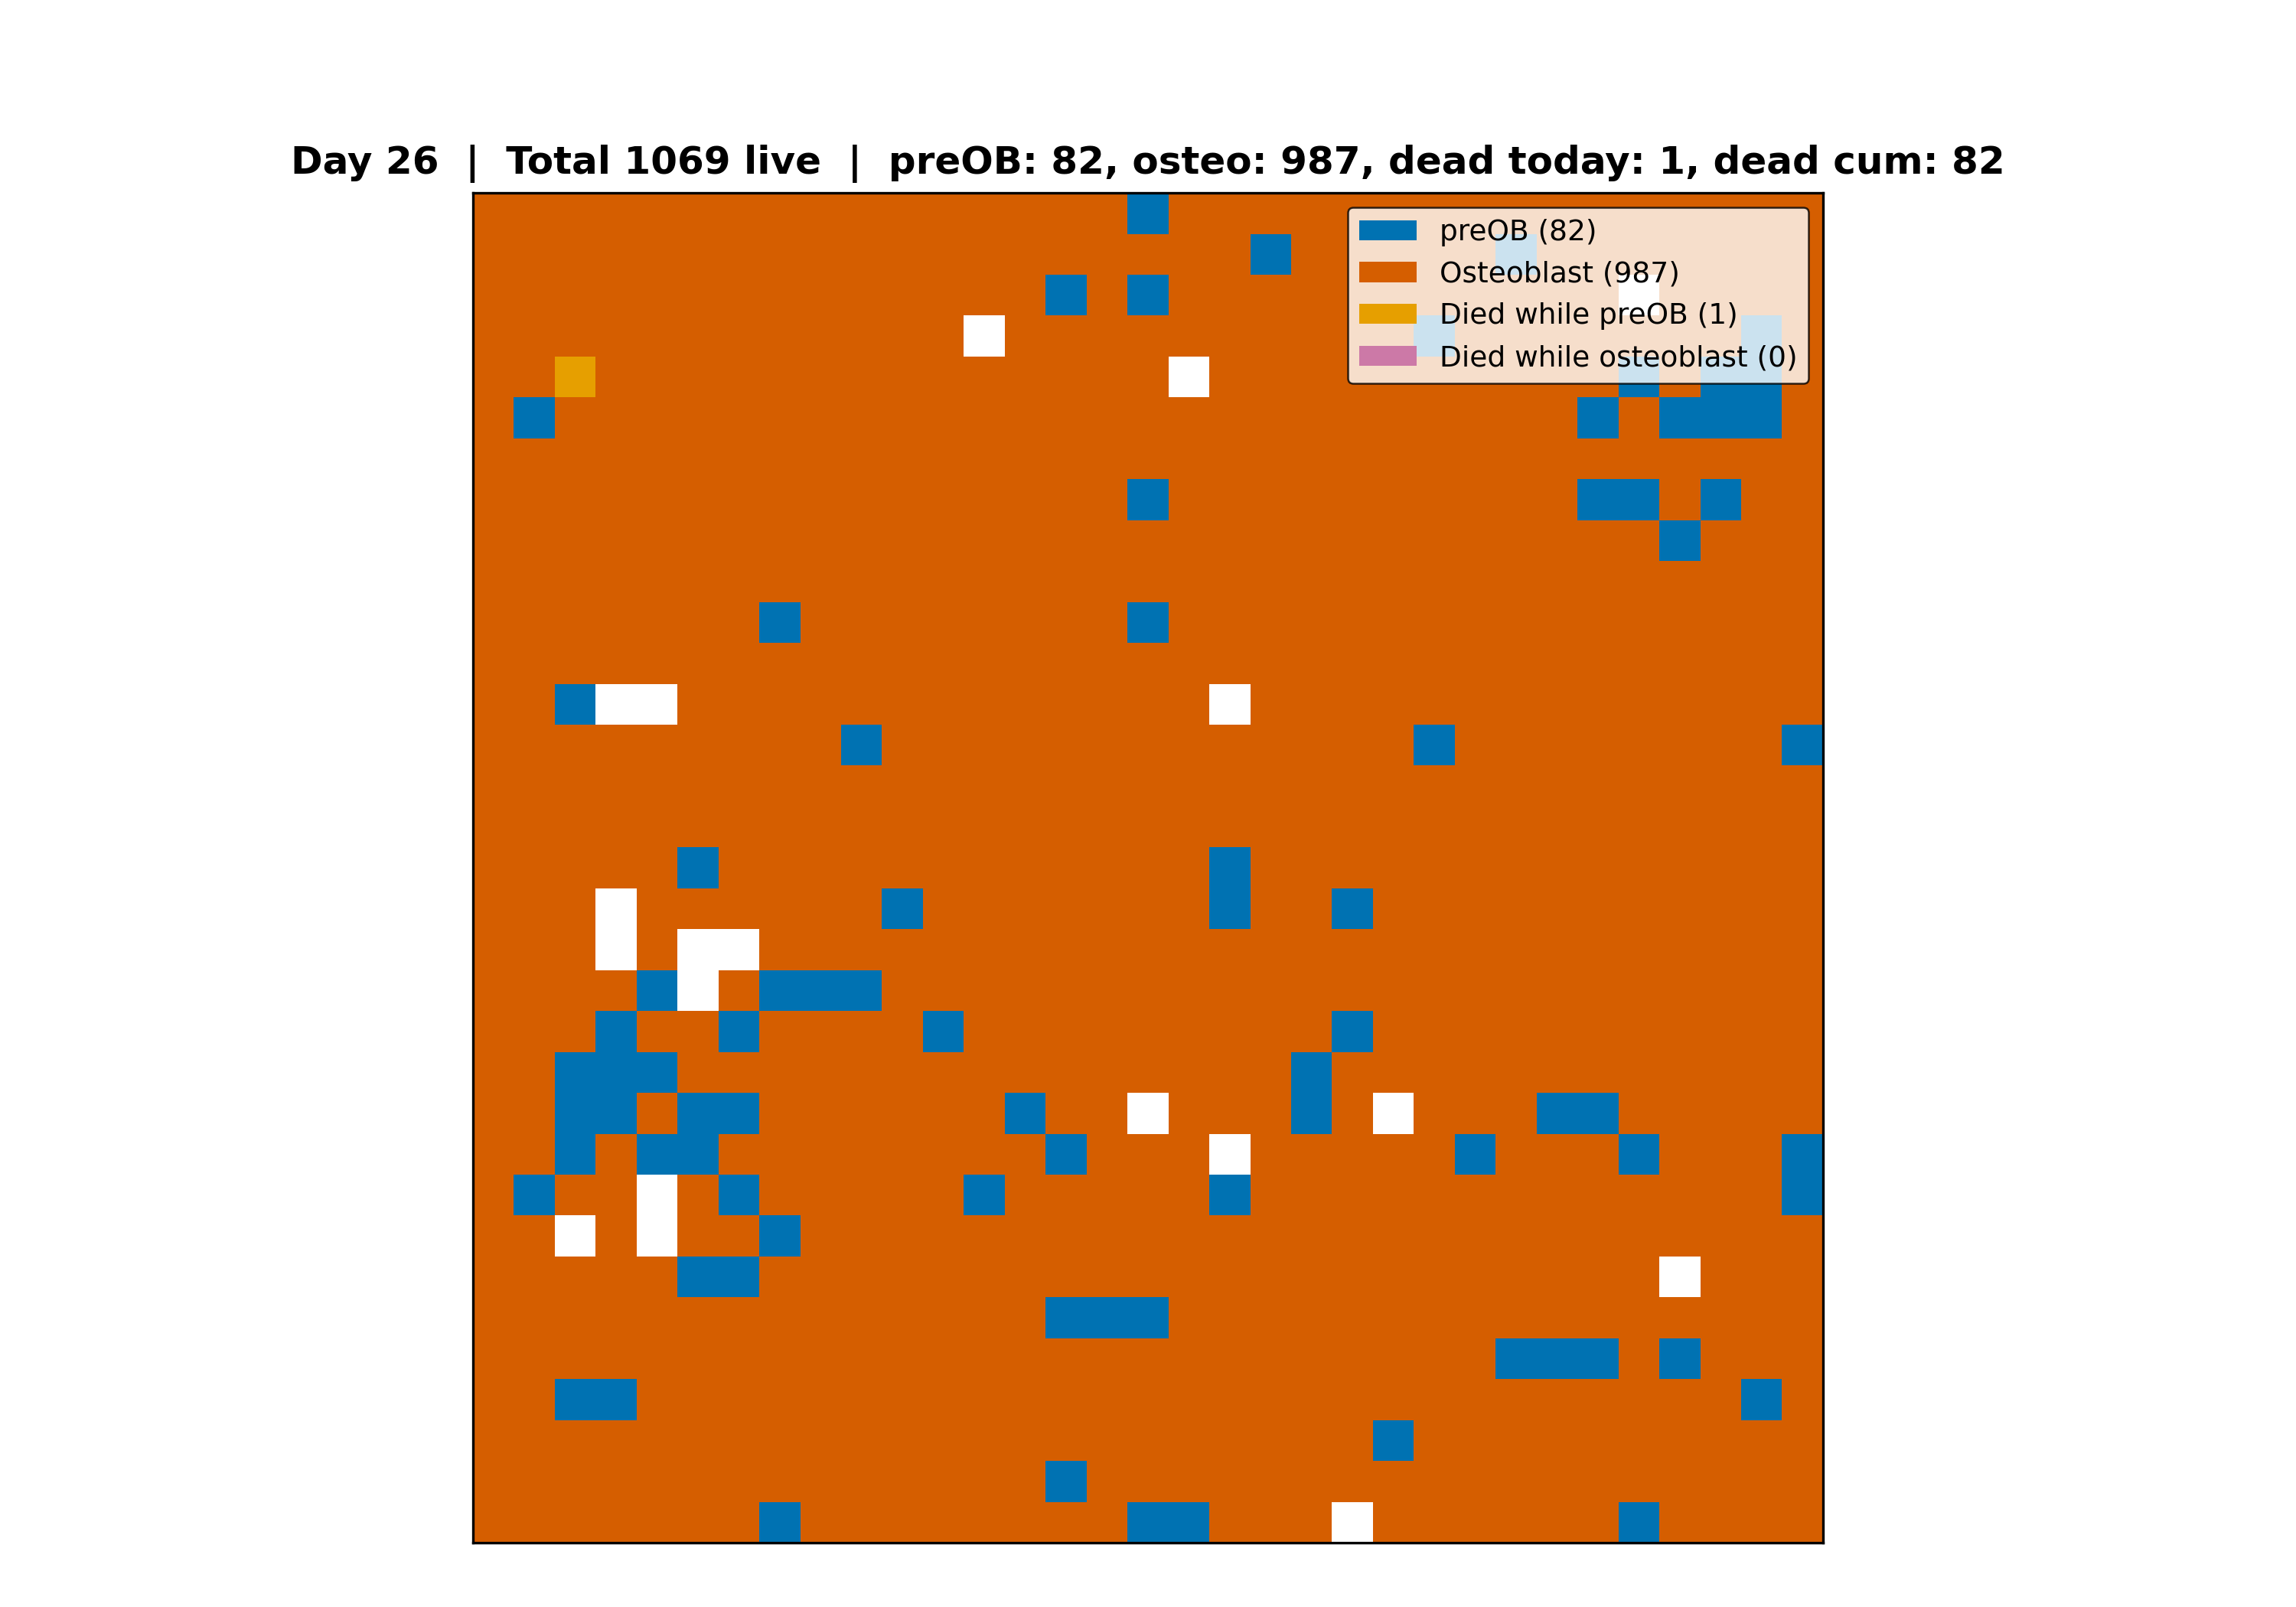 Day 26 | Total 1069 live | preOB: 82, osteo: 987, dead today: 1, dead cum: 82
preOB (82)
Osteoblast (987)
Died while preOB (1)
Died while osteoblast (0)